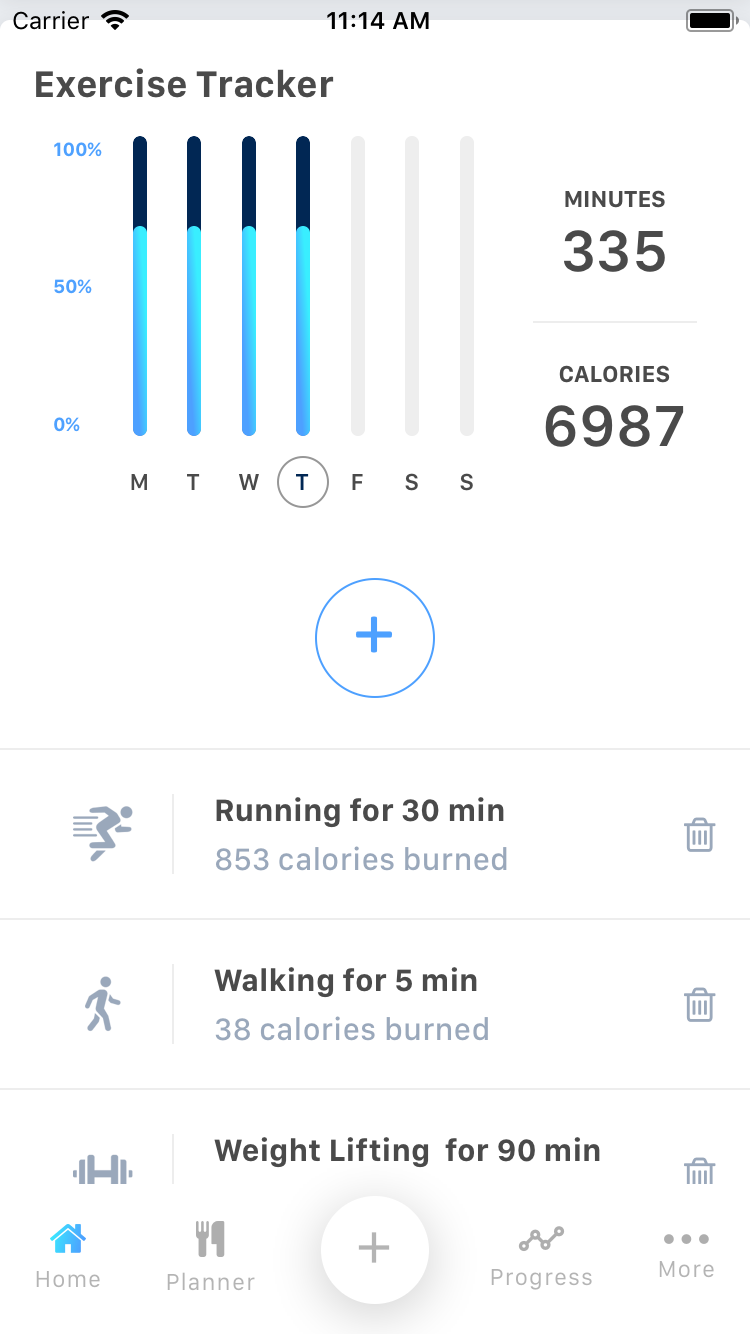 Carrier 11:14 AM
Exercise Tracker
100%
50%
0%
M T W T F S S
MINUTES
335
CALORIES
6987
Running for 30 min
853 calories burned
Walking for 5 min
38 calories burned
Weight Lifting  for 90 min
Home Planner Progress More